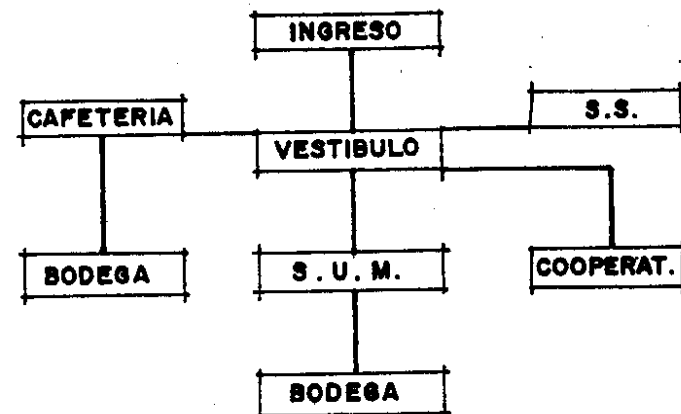 INGRESO
CAFETERIA
S.S.
VESTIBULO
BODEGA
S.U.M.
COOPERAT.
BODEGA